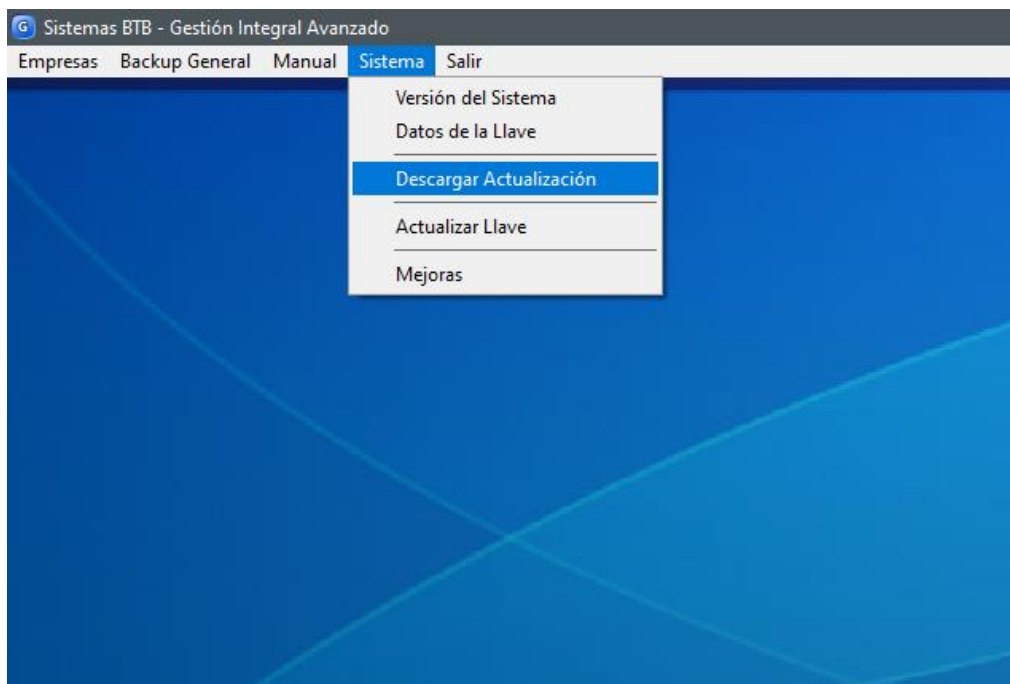 G Sistemas BTB - Gestión Integral Avanzado
Empresas Backup General Manual Sistema Salir
Versión del Sistema
Datos de la Llave
Descargar Actualización
Actualizar Llave
Mejoras